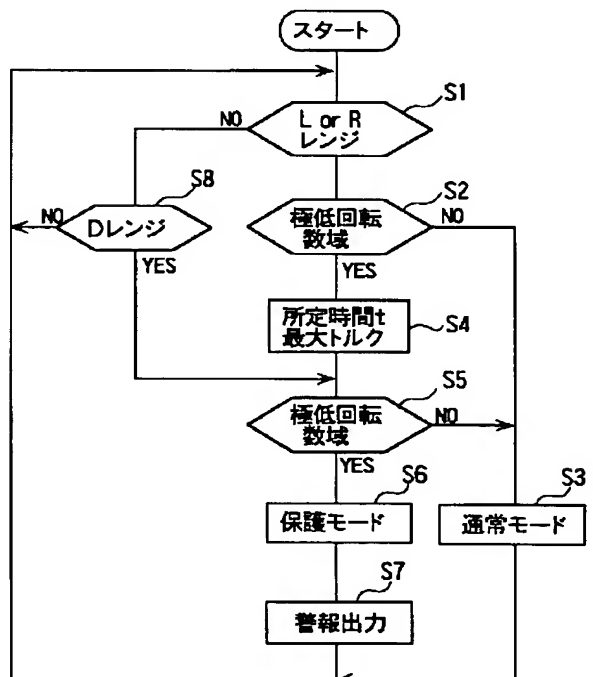 スタート
S1
NO
L or R
レンジ
S8
S2
NO
Dレンジ
極低回転
数域
NO
YES
YES
所定時間t
最大トルク
S4
S5
極低回転
数域
NO
YES
S6
S3
保護モード
通常モード
S7
警報出力